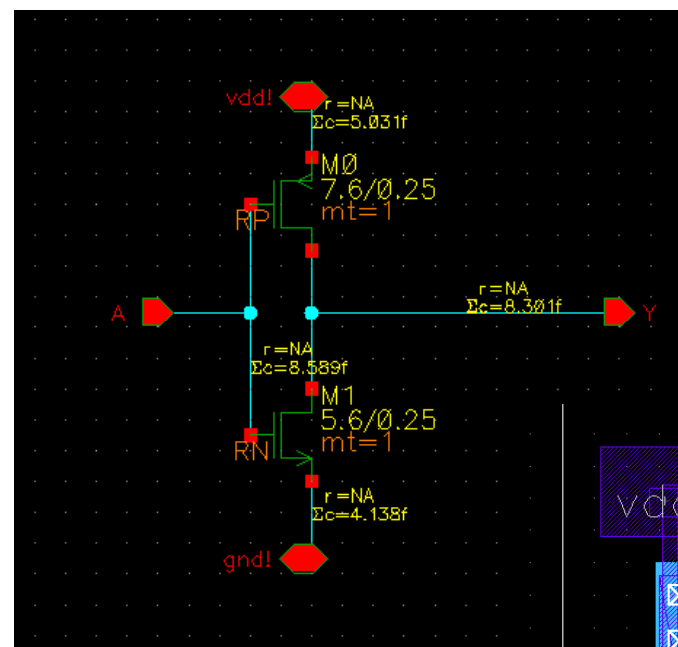 vdd!
r=NA
Σc=5.031f
M0
7.6/0.25
RP
mt=1
A
r=NA
Σc=8.301f
Y
r=NA
Σc=8.589f
M1
5.6/0.25
RN
mt=1
r=NA
Σc=4.138f
gnd!